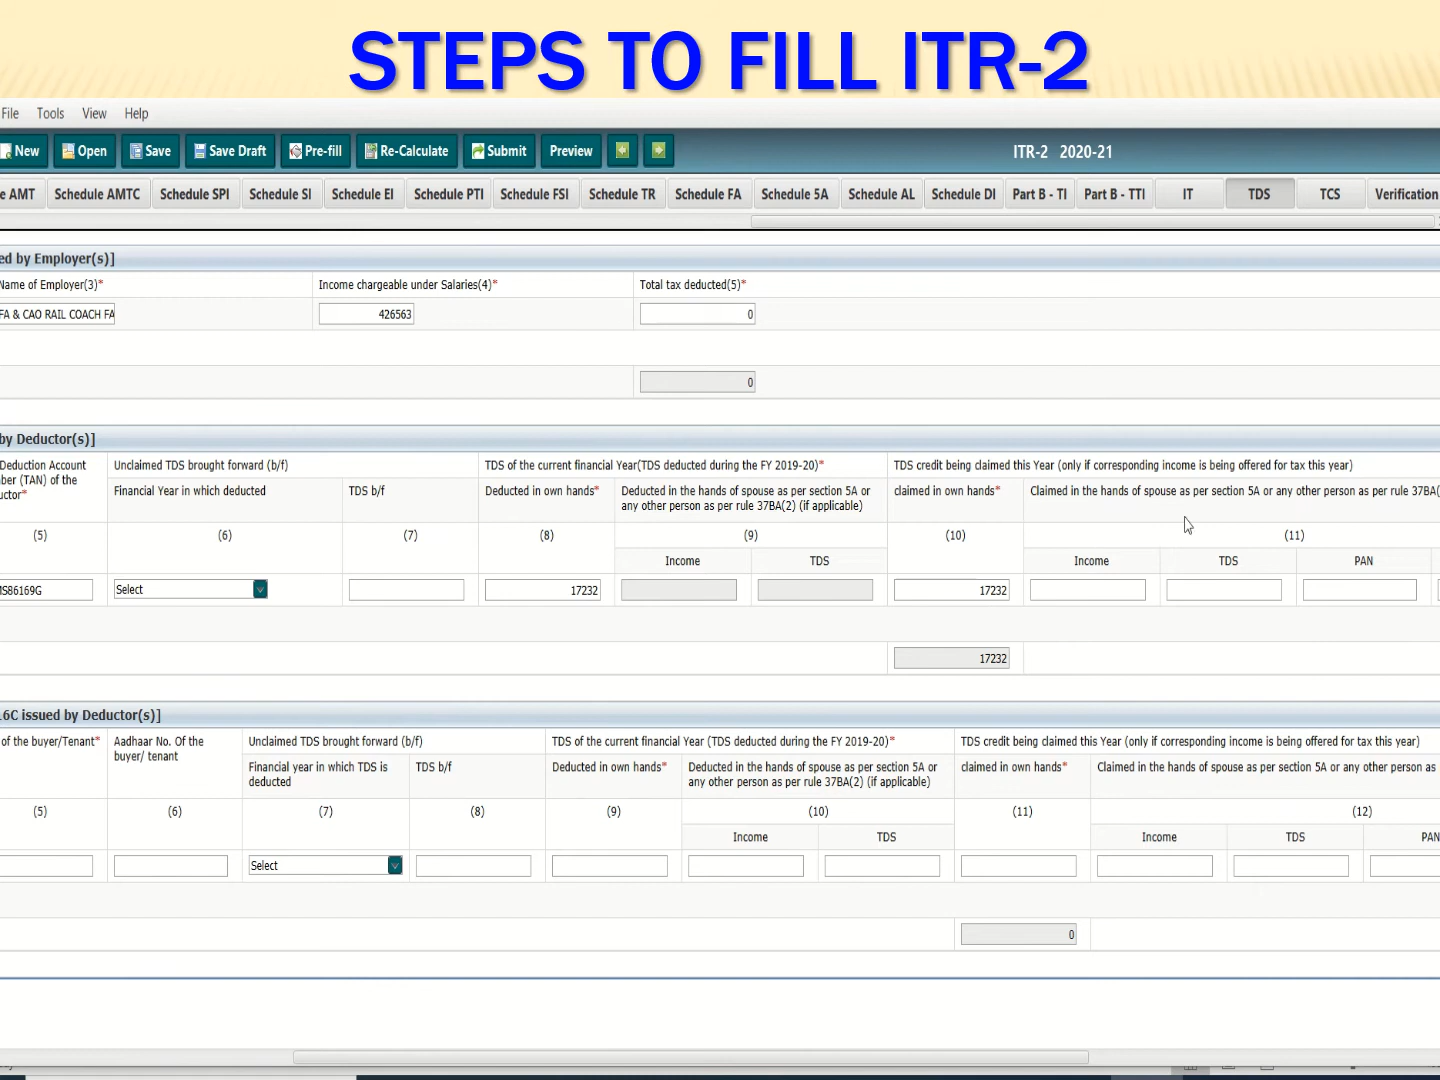 STEPS TO FILL ITR-2
File Tools View Help
New Open Save Save Draft Pre-fill Re-Calculate Submit Preview ITR-2 2020-21
e AMT Schedule AMTC Schedule SPI Schedule SI Schedule EI Schedule PTI Schedule FSI Schedule TR Schedule FA Schedule 5A Schedule AL Schedule DI Part B - TI Part B - TTI IT TDS TCS Verification
ed by Employer(s)]
Name of Employer(3)* Income chargeable under Salaries(4)* Total tax deducted(5)*
FA & CAO RAIL COACH FA 426563 0
0
by Deductor(s)]
Deduction Account Unclaimed TDS brought forward (b/f) TDS of the current financial Year(TDS deducted during the FY 2019-20)* TDS credit being claimed this Year (only if corresponding income is being offered for tax this year)
ber (TAN) of the
uctor*
Financial Year in which deducted TDS b/f Deducted in own hands* Deducted in the hands of spouse as per section 5A or claimed in own hands* Claimed in the hands of spouse as per section 5A or any other person as per rule 37BA(
any other person as per rule 37BA(2) (if applicable)
(5) (6) (7) (8) (9) (10) (11)
Income TDS Income TDS PAN
MS86169G Select 17232 17232
17232
16C issued by Deductor(s)]
of the buyer/Tenant* Aadhaar No. Of the Unclaimed TDS brought forward (b/f) TDS of the current financial Year (TDS deducted during the FY 2019-20)* TDS credit being claimed this Year (only if corresponding income is being offered for tax this year)
buyer/ tenant
Financial year in which TDS is TDS b/f Deducted in own hands* Deducted in the hands of spouse as per section 5A or claimed in own hands* Claimed in the hands of spouse as per section 5A or any other person as
deducted any other person as per rule 37BA(2) (if applicable)
(5) (6) (7) (8) (9) (10) (11) (12)
Income TDS Income TDS PAN
Select
0